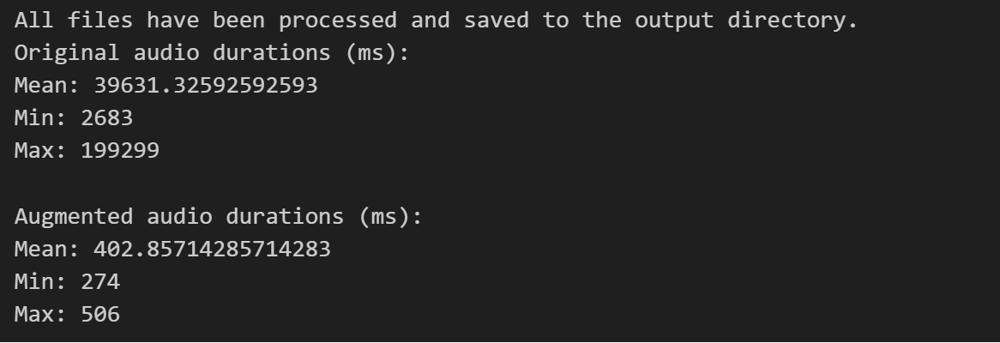 All files have been processed and saved to the output directory.
Original audio durations (ms):
Mean: 39631.32592592593
Min: 2683
Max: 199299
Augmented audio durations (ms):
Mean: 402.85714285714283
Min: 274
Max: 506